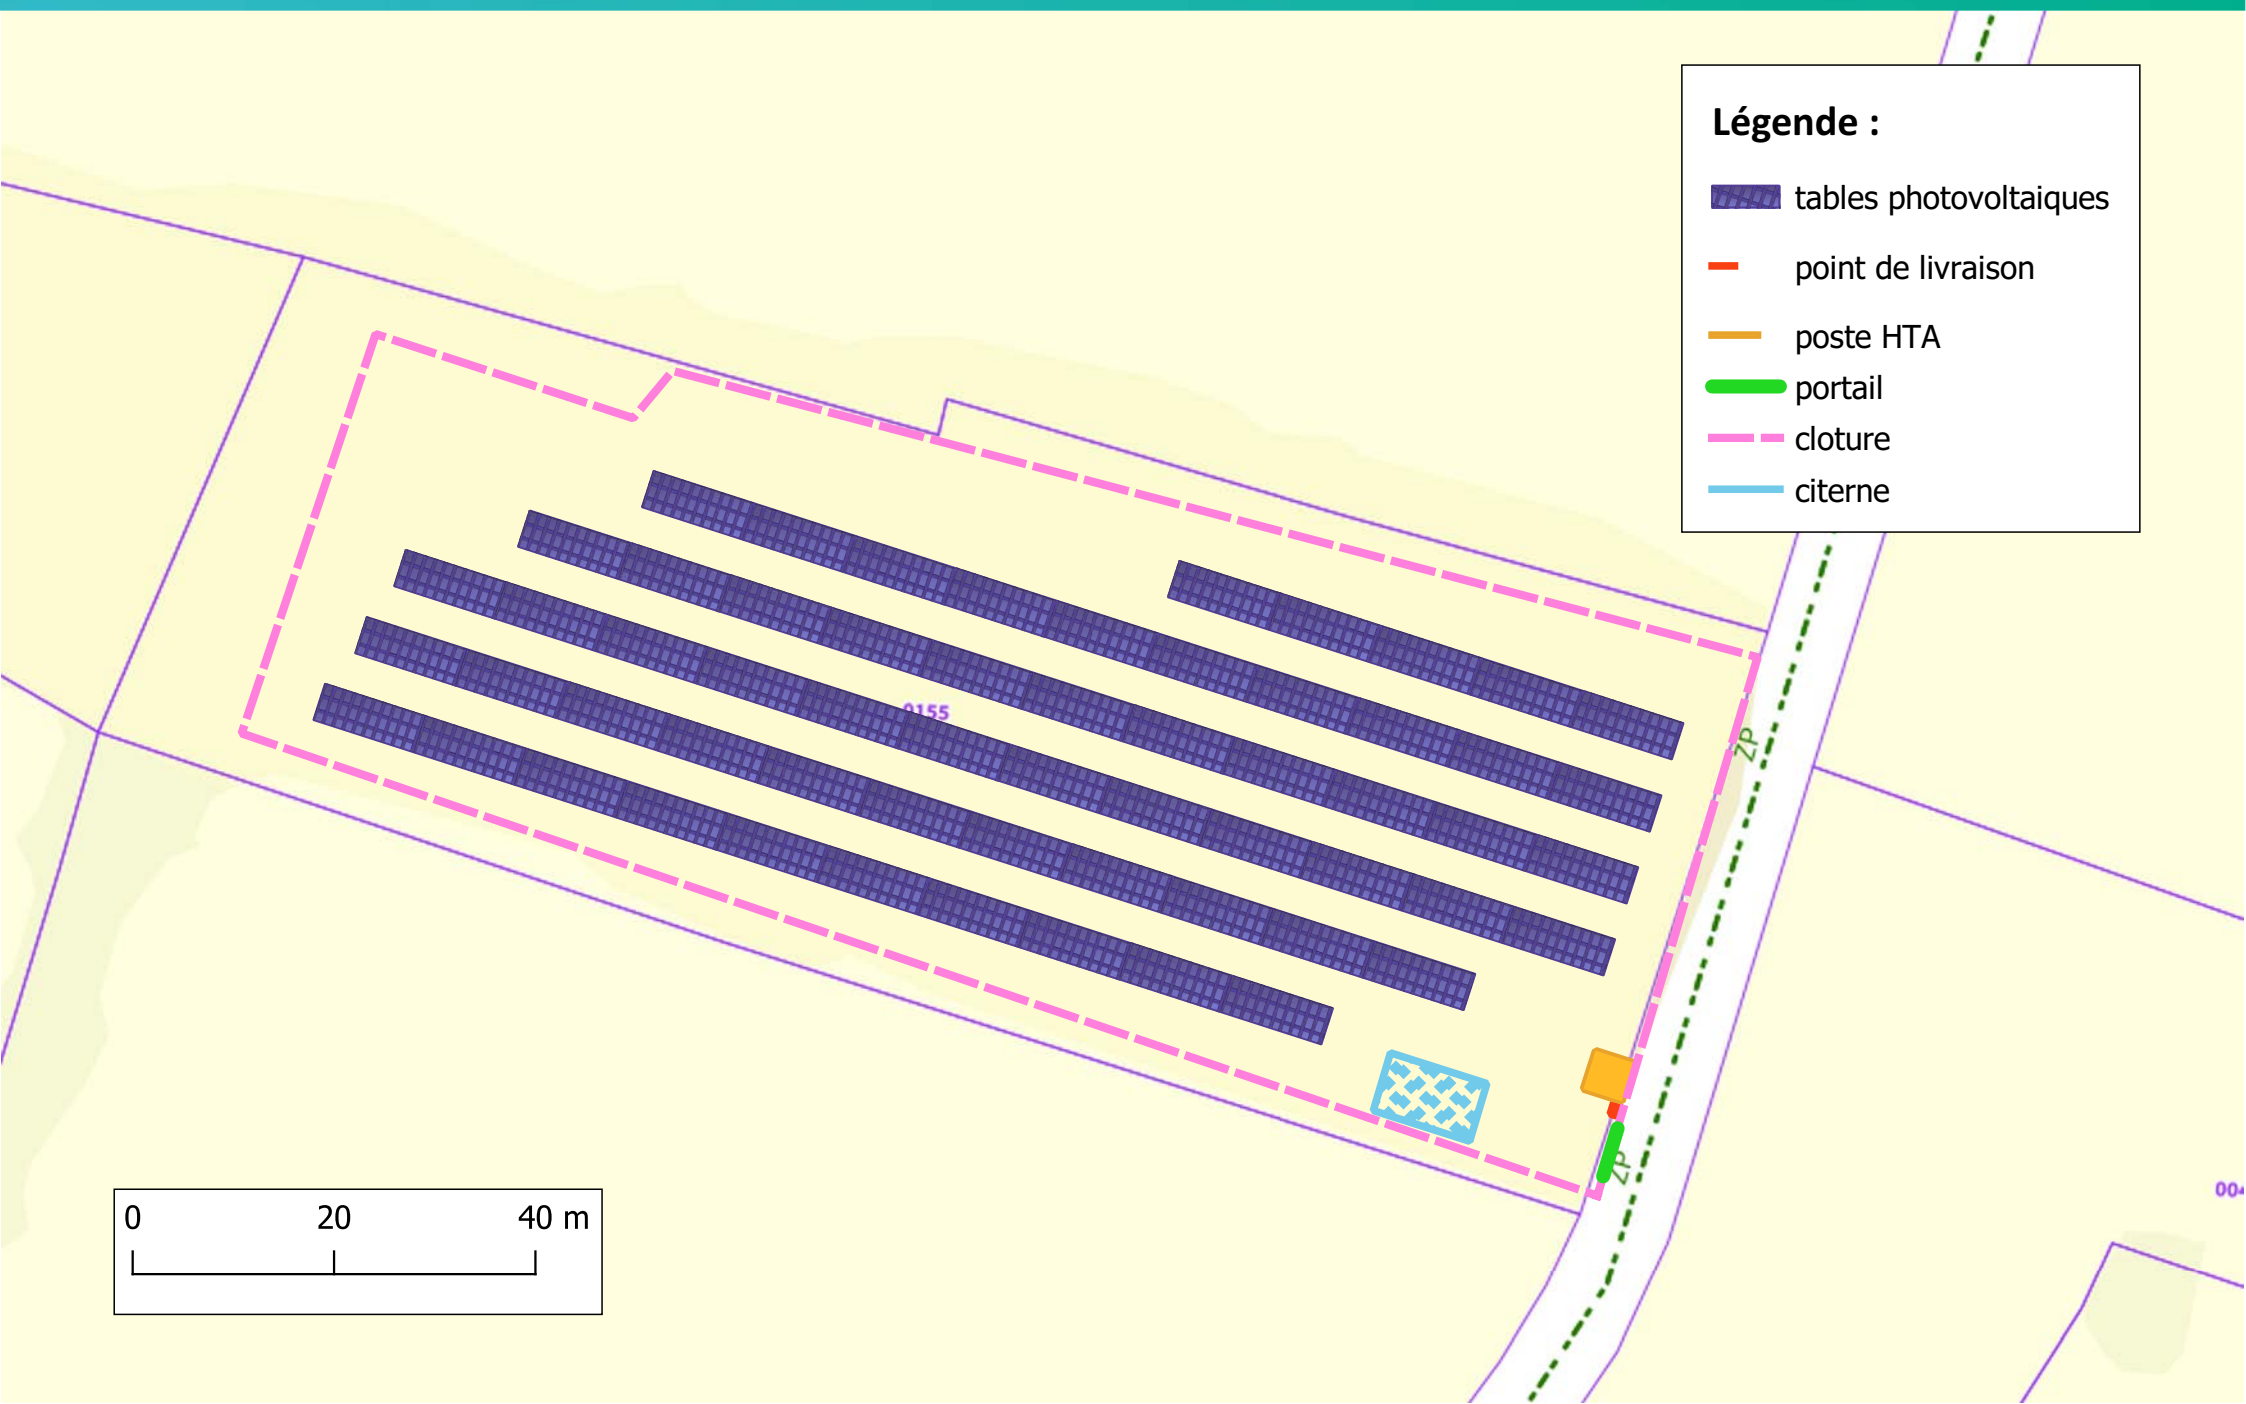 Légende :
tables photovoltaiques
point de livraison
poste HTA
portail
cloture
citerne
0155
ZP
ZP
0 20 40 m